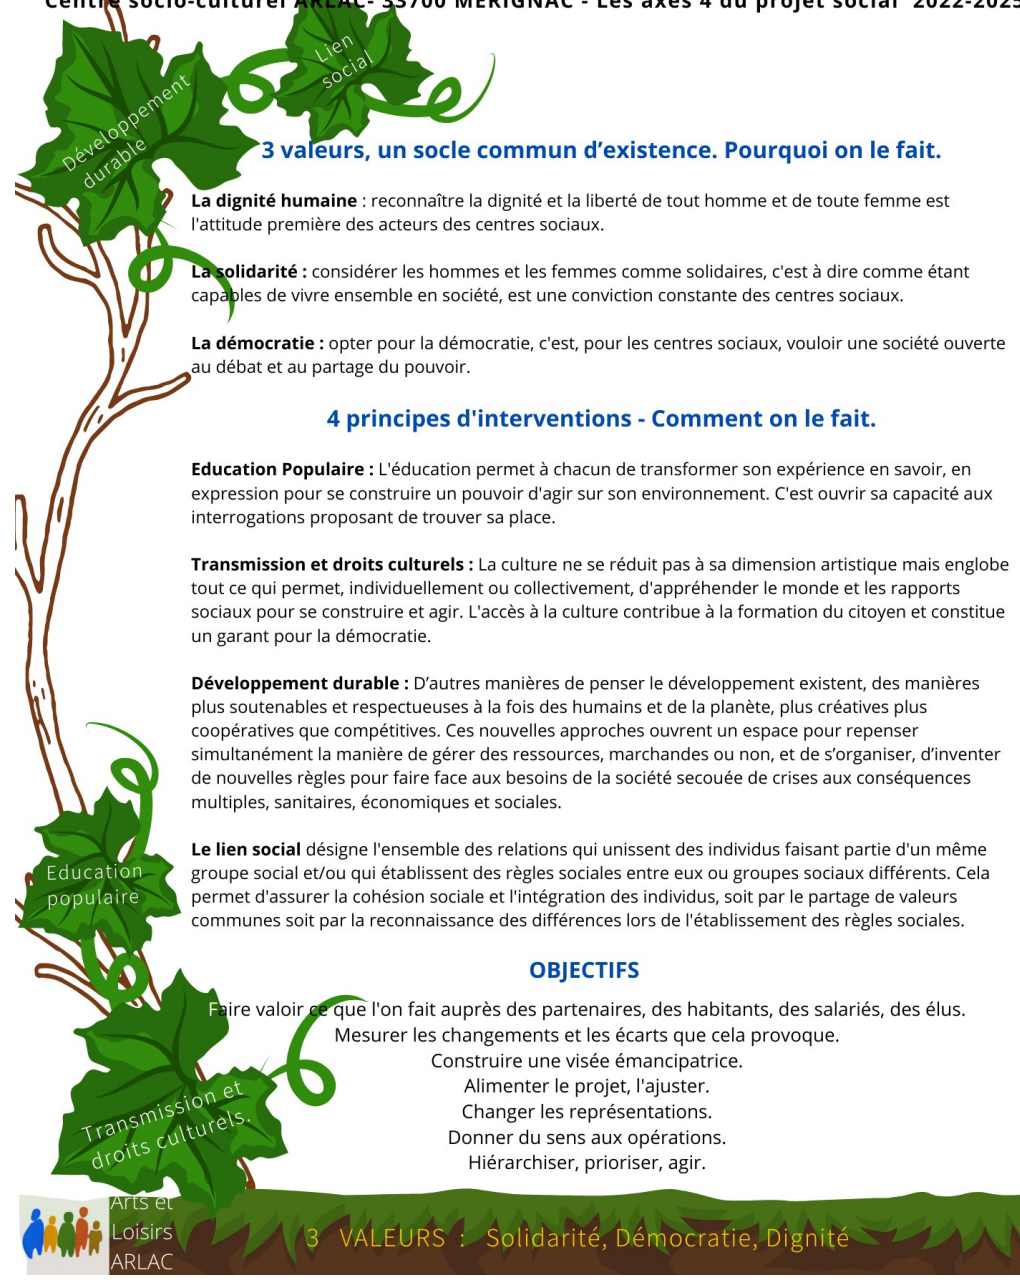 Centre socio-culturel ARLAC- 33700 MERIGNAC - Les axes 4 du projet social 2022-2025
Lien
social
Développement
durable
3 valeurs, un socle commun d’existence. Pourquoi on le fait.
La dignité humaine : reconnaître la dignité et la liberté de tout homme et de toute femme est
l'attitude première des acteurs des centres sociaux.
La solidarité : considérer les hommes et les femmes comme solidaires, c'est à dire comme étant
capables de vivre ensemble en société, est une conviction constante des centres sociaux.
La démocratie : opter pour la démocratie, c'est, pour les centres sociaux, vouloir une société ouverte
au débat et au partage du pouvoir.
4 principes d'interventions - Comment on le fait.
Education Populaire : L'éducation permet à chacun de transformer son expérience en savoir, en
expression pour se construire un pouvoir d'agir sur son environnement. C'est ouvrir sa capacité aux
interrogations proposant de trouver sa place.
Transmission et droits culturels : La culture ne se réduit pas à sa dimension artistique mais englobe
tout ce qui permet, individuellement ou collectivement, d'appréhender le monde et les rapports
sociaux pour se construire et agir. L'accès à la culture contribue à la formation du citoyen et constitue
un garant pour la démocratie.
Développement durable : D’autres manières de penser le développement existent, des manières
plus soutenables et respectueuses à la fois des humains et de la planète, plus créatives plus
coopératives que compétitives. Ces nouvelles approches ouvrent un espace pour repenser
simultanément la manière de gérer des ressources, marchandes ou non, et de s’organiser, d’inventer
de nouvelles règles pour faire face aux besoins de la société secouée de crises aux conséquences
multiples, sanitaires, économiques et sociales.
Le lien social désigne l'ensemble des relations qui unissent des individus faisant partie d'un même
groupe social et/ou qui établissent des règles sociales entre eux ou groupes sociaux différents. Cela
permet d'assurer la cohésion sociale et l'intégration des individus, soit par le partage de valeurs
communes soit par la reconnaissance des différences lors de l'établissement des règles sociales.
Education
populaire
OBJECTIFS
Faire valoir ce que l'on fait auprès des partenaires, des habitants, des salariés, des élus.
Mesurer les changements et les écarts que cela provoque.
Construire une visée émancipatrice.
Alimenter le projet, l'ajuster.
Changer les représentations.
Donner du sens aux opérations.
Hiérarchiser, prioriser, agir.
Transmission et
droits culturels.
Arts et
Loisirs
ARLAC
3 VALEURS : Solidarité, Démocratie, Dignité